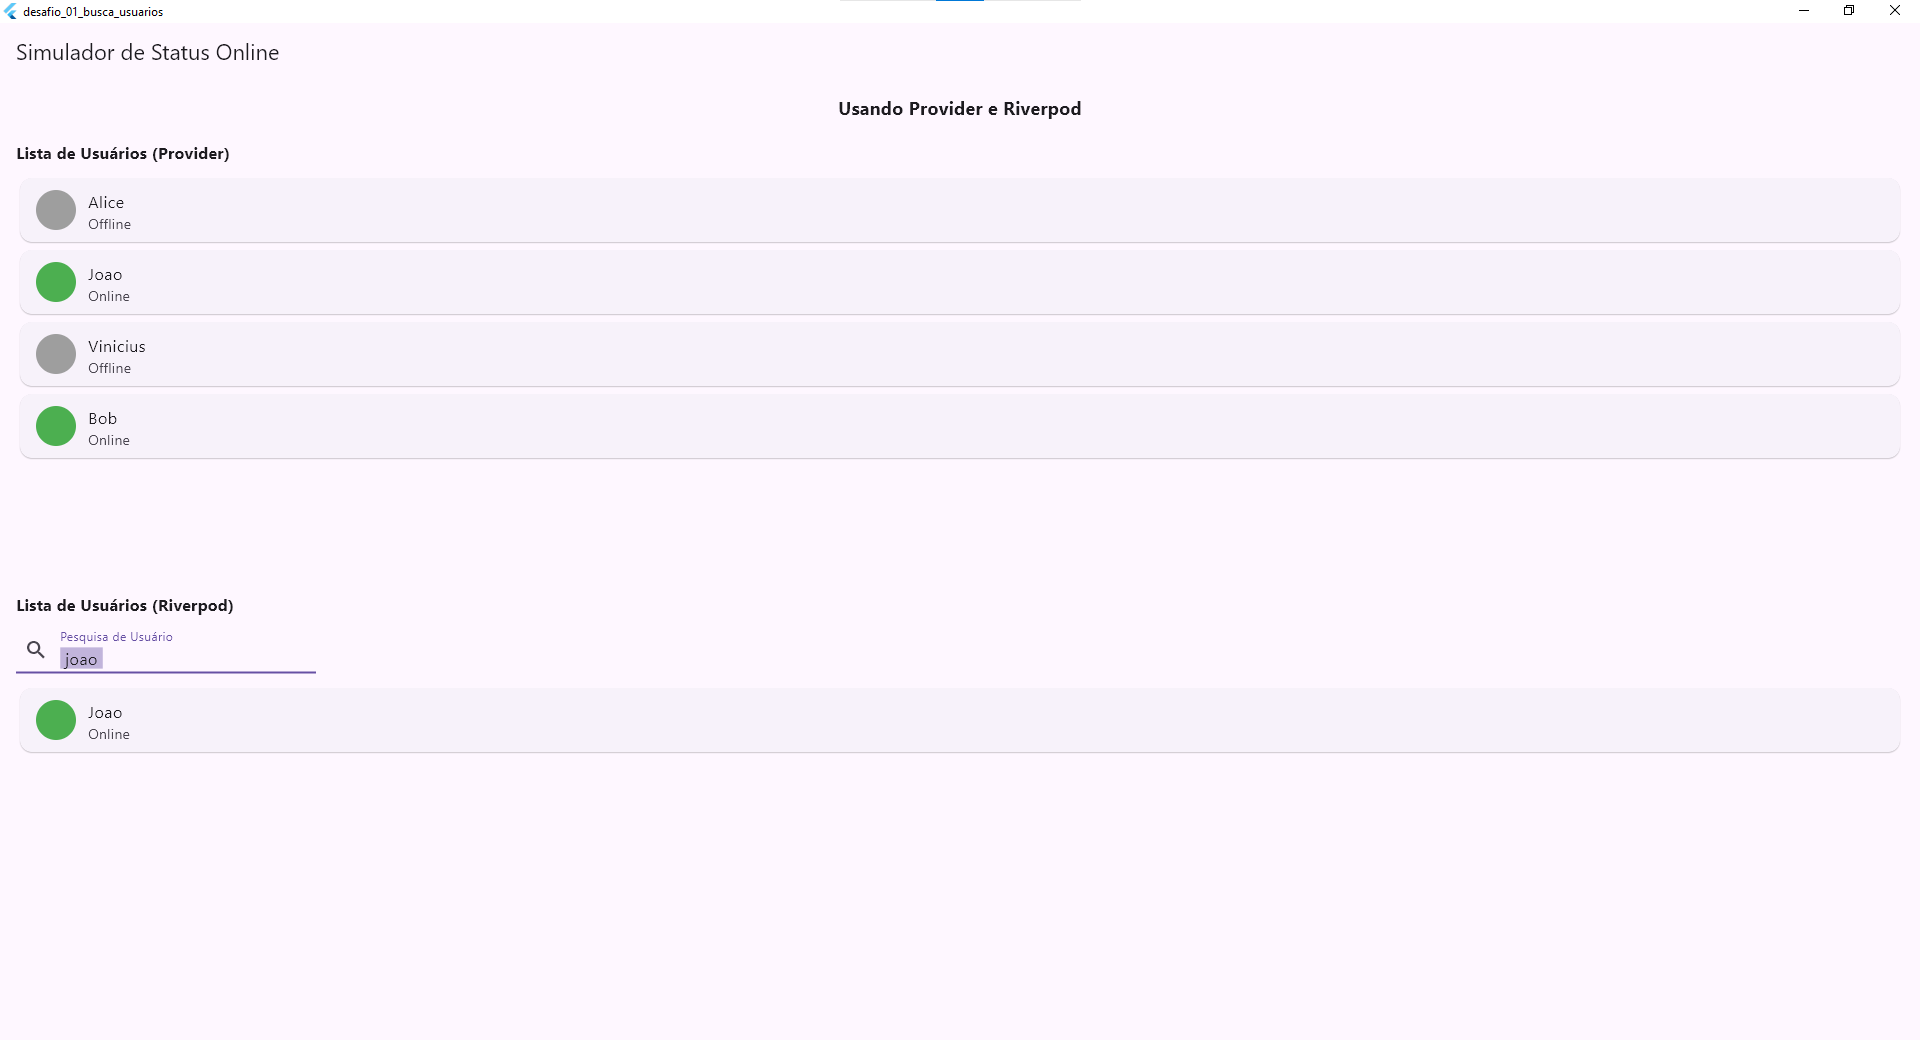 desafio_01_busca_usuarios
Simulador de Status Online
Usando Provider e Riverpod
Lista de Usuários (Provider)
Alice
Offline
Joao
Online
Vinicius
Offline
Bob
Online
Lista de Usuários (Riverpod)
Pesquisa de Usuário
joao
Joao
Online